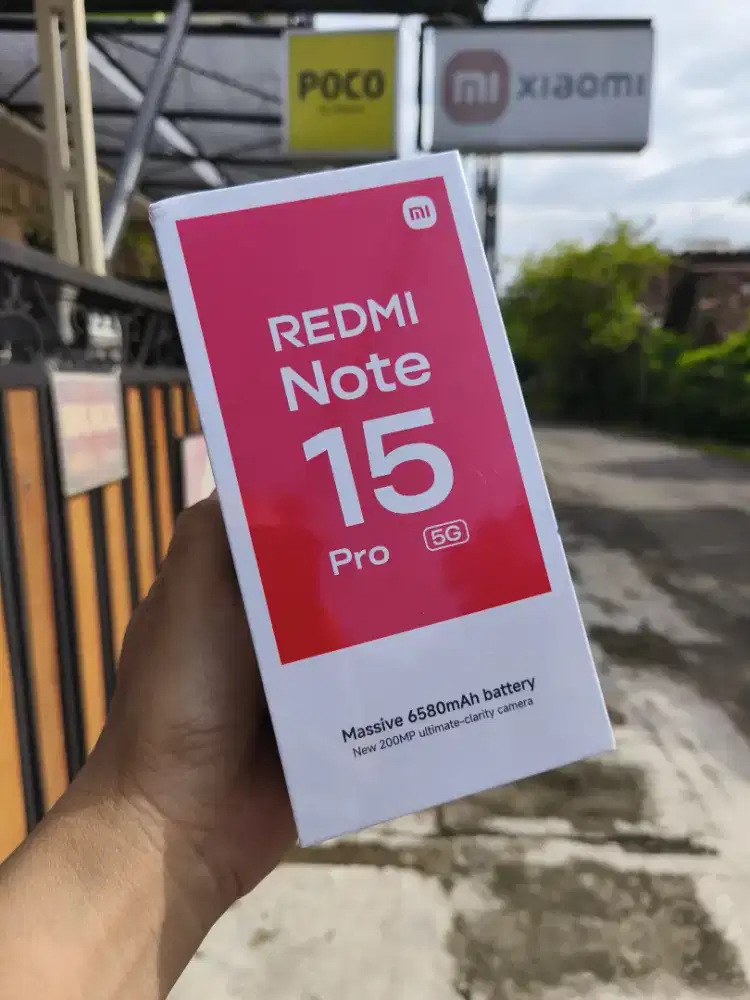 POCO
mi xiaomi
mi
REDMI
Note
15
Pro 5G
Massive 6580mAh battery
New 200MP ultimate-clarity camera